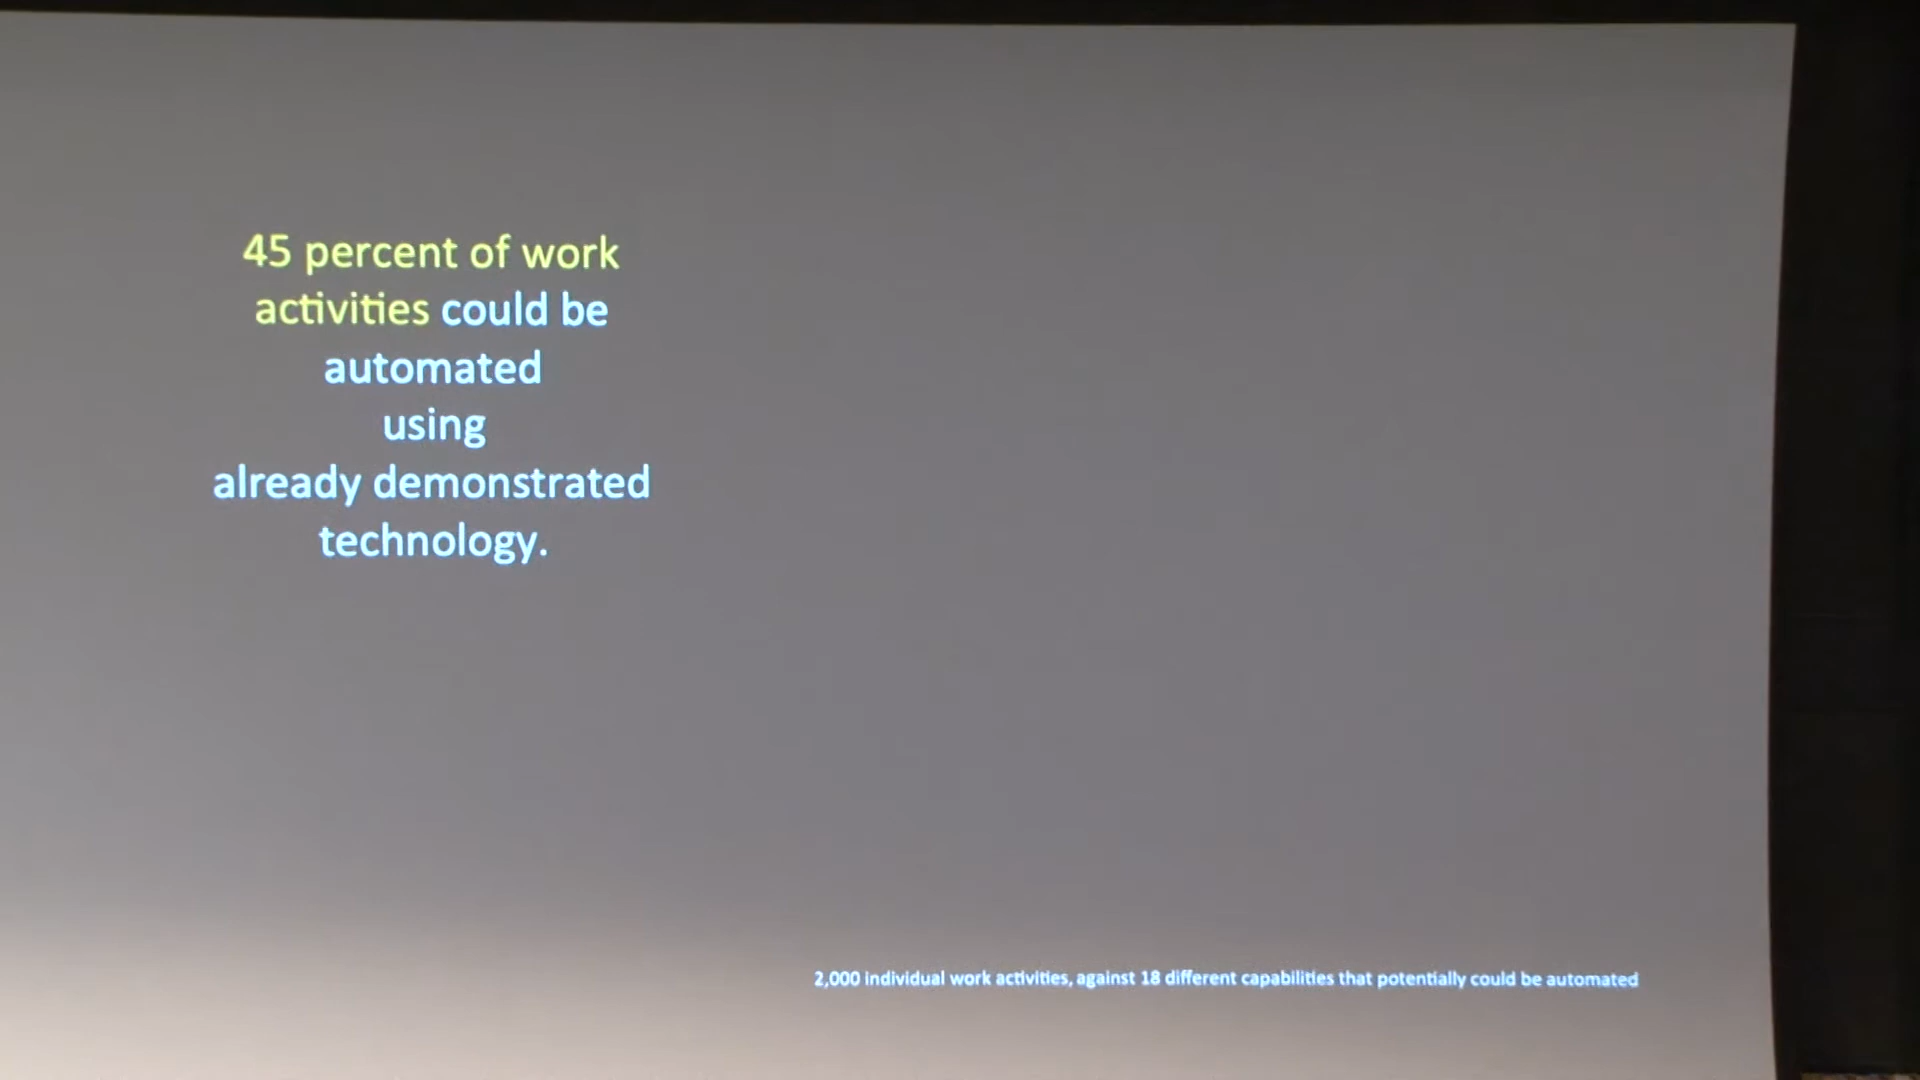 45 percent of work
activities could be
automated
using
already demonstrated
technology.
2,000 individual work activities, against 18 different capabilities that potentially could be automated